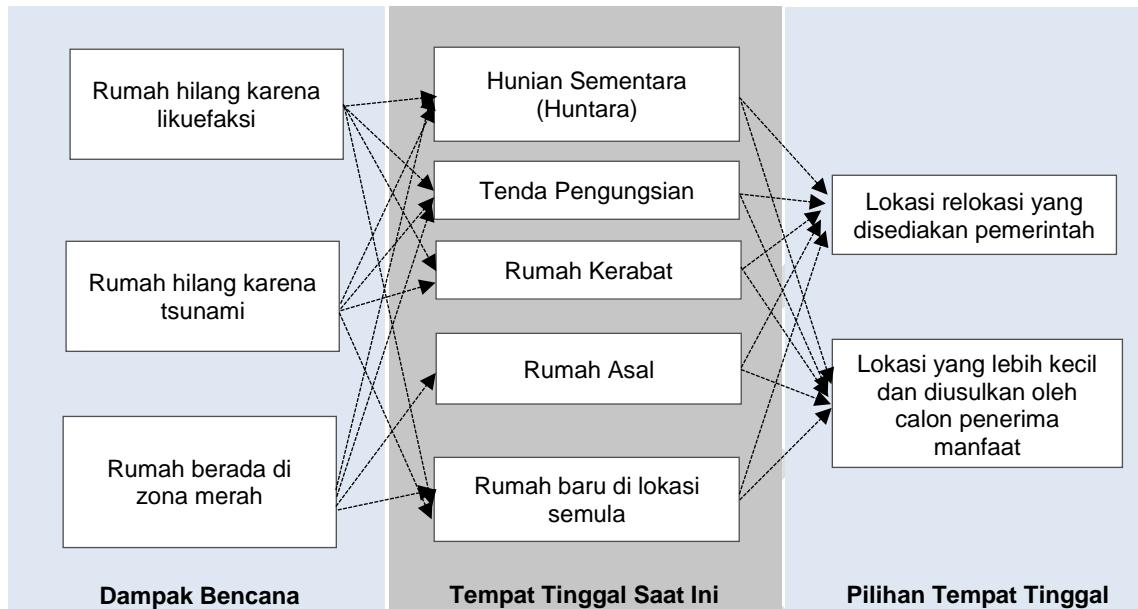 Rumah hilang karena
likuefaksi
Rumah hilang karena
tsunami
Rumah berada di
zona merah
Dampak Bencana
Hunian Sementara
(Huntara)
Tenda Pengungsian
Rumah Kerabat
Rumah Asal
Rumah baru di lokasi
semula
Tempat Tinggal Saat Ini
Lokasi relokasi yang
disediakan pemerintah
Lokasi yang lebih kecil
dan diusulkan oleh
calon penerima
manfaat
Pilihan Tempat Tinggal